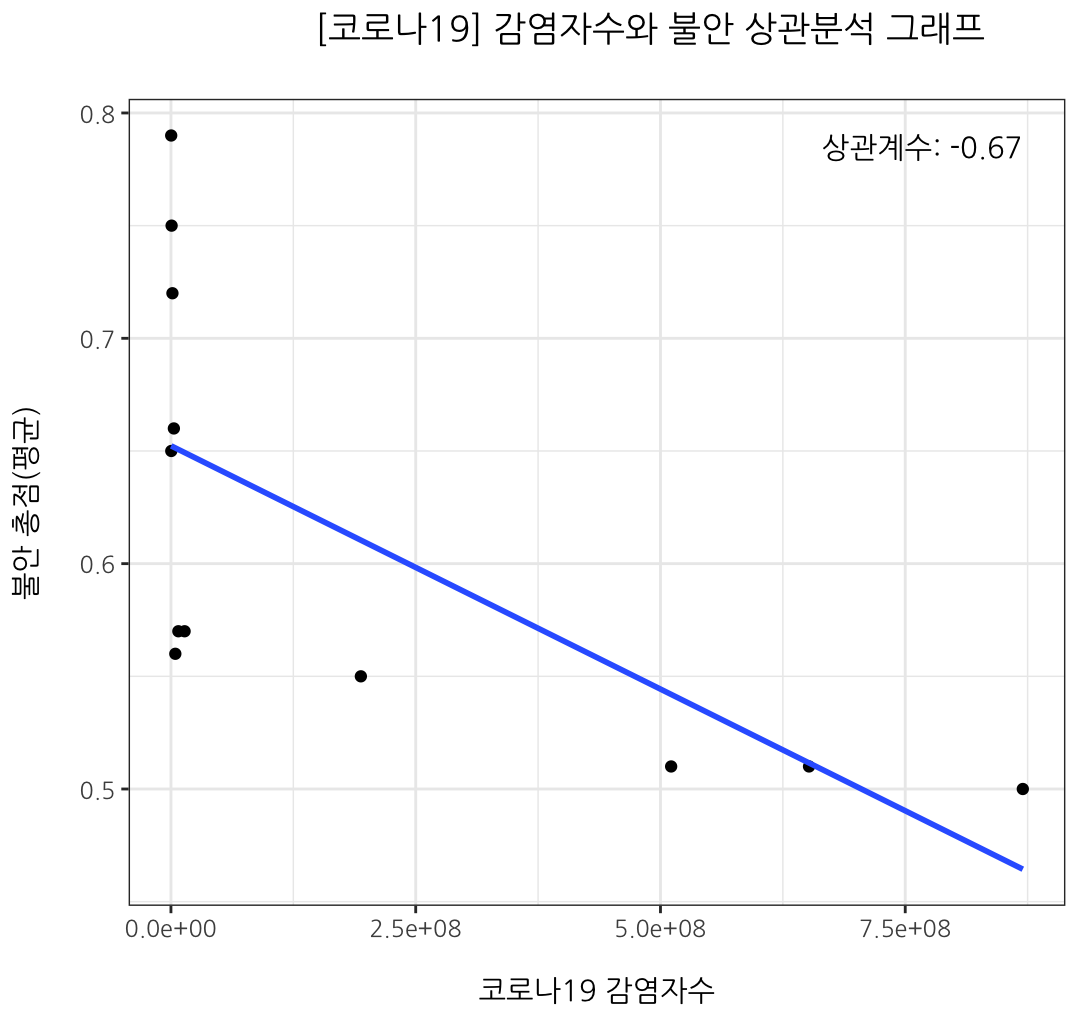 [코로나19] 감염자수와 불안 상관분석 그래프
상관계수: -0.67
불안 총점(평균)
0.8
0.7
0.6
0.5
0.0e+00
2.5e+08
5.0e+08
7.5e+08
코로나19 감염자수